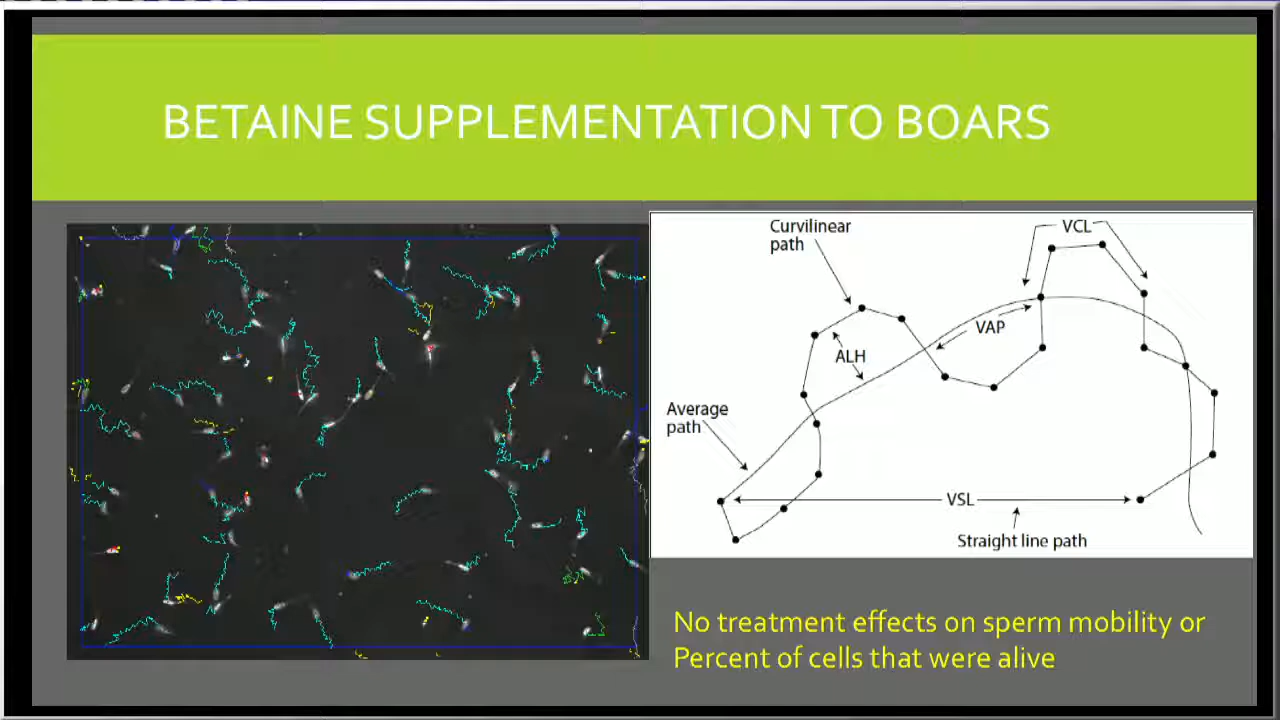 BETAINE SUPPLEMENTATION TO BOARS
Curvilinear
path
VCL
VAP
ALH
Average
path
VSL
Straight line path
No treatment effects on sperm mobility or
Percent of cells that were alive